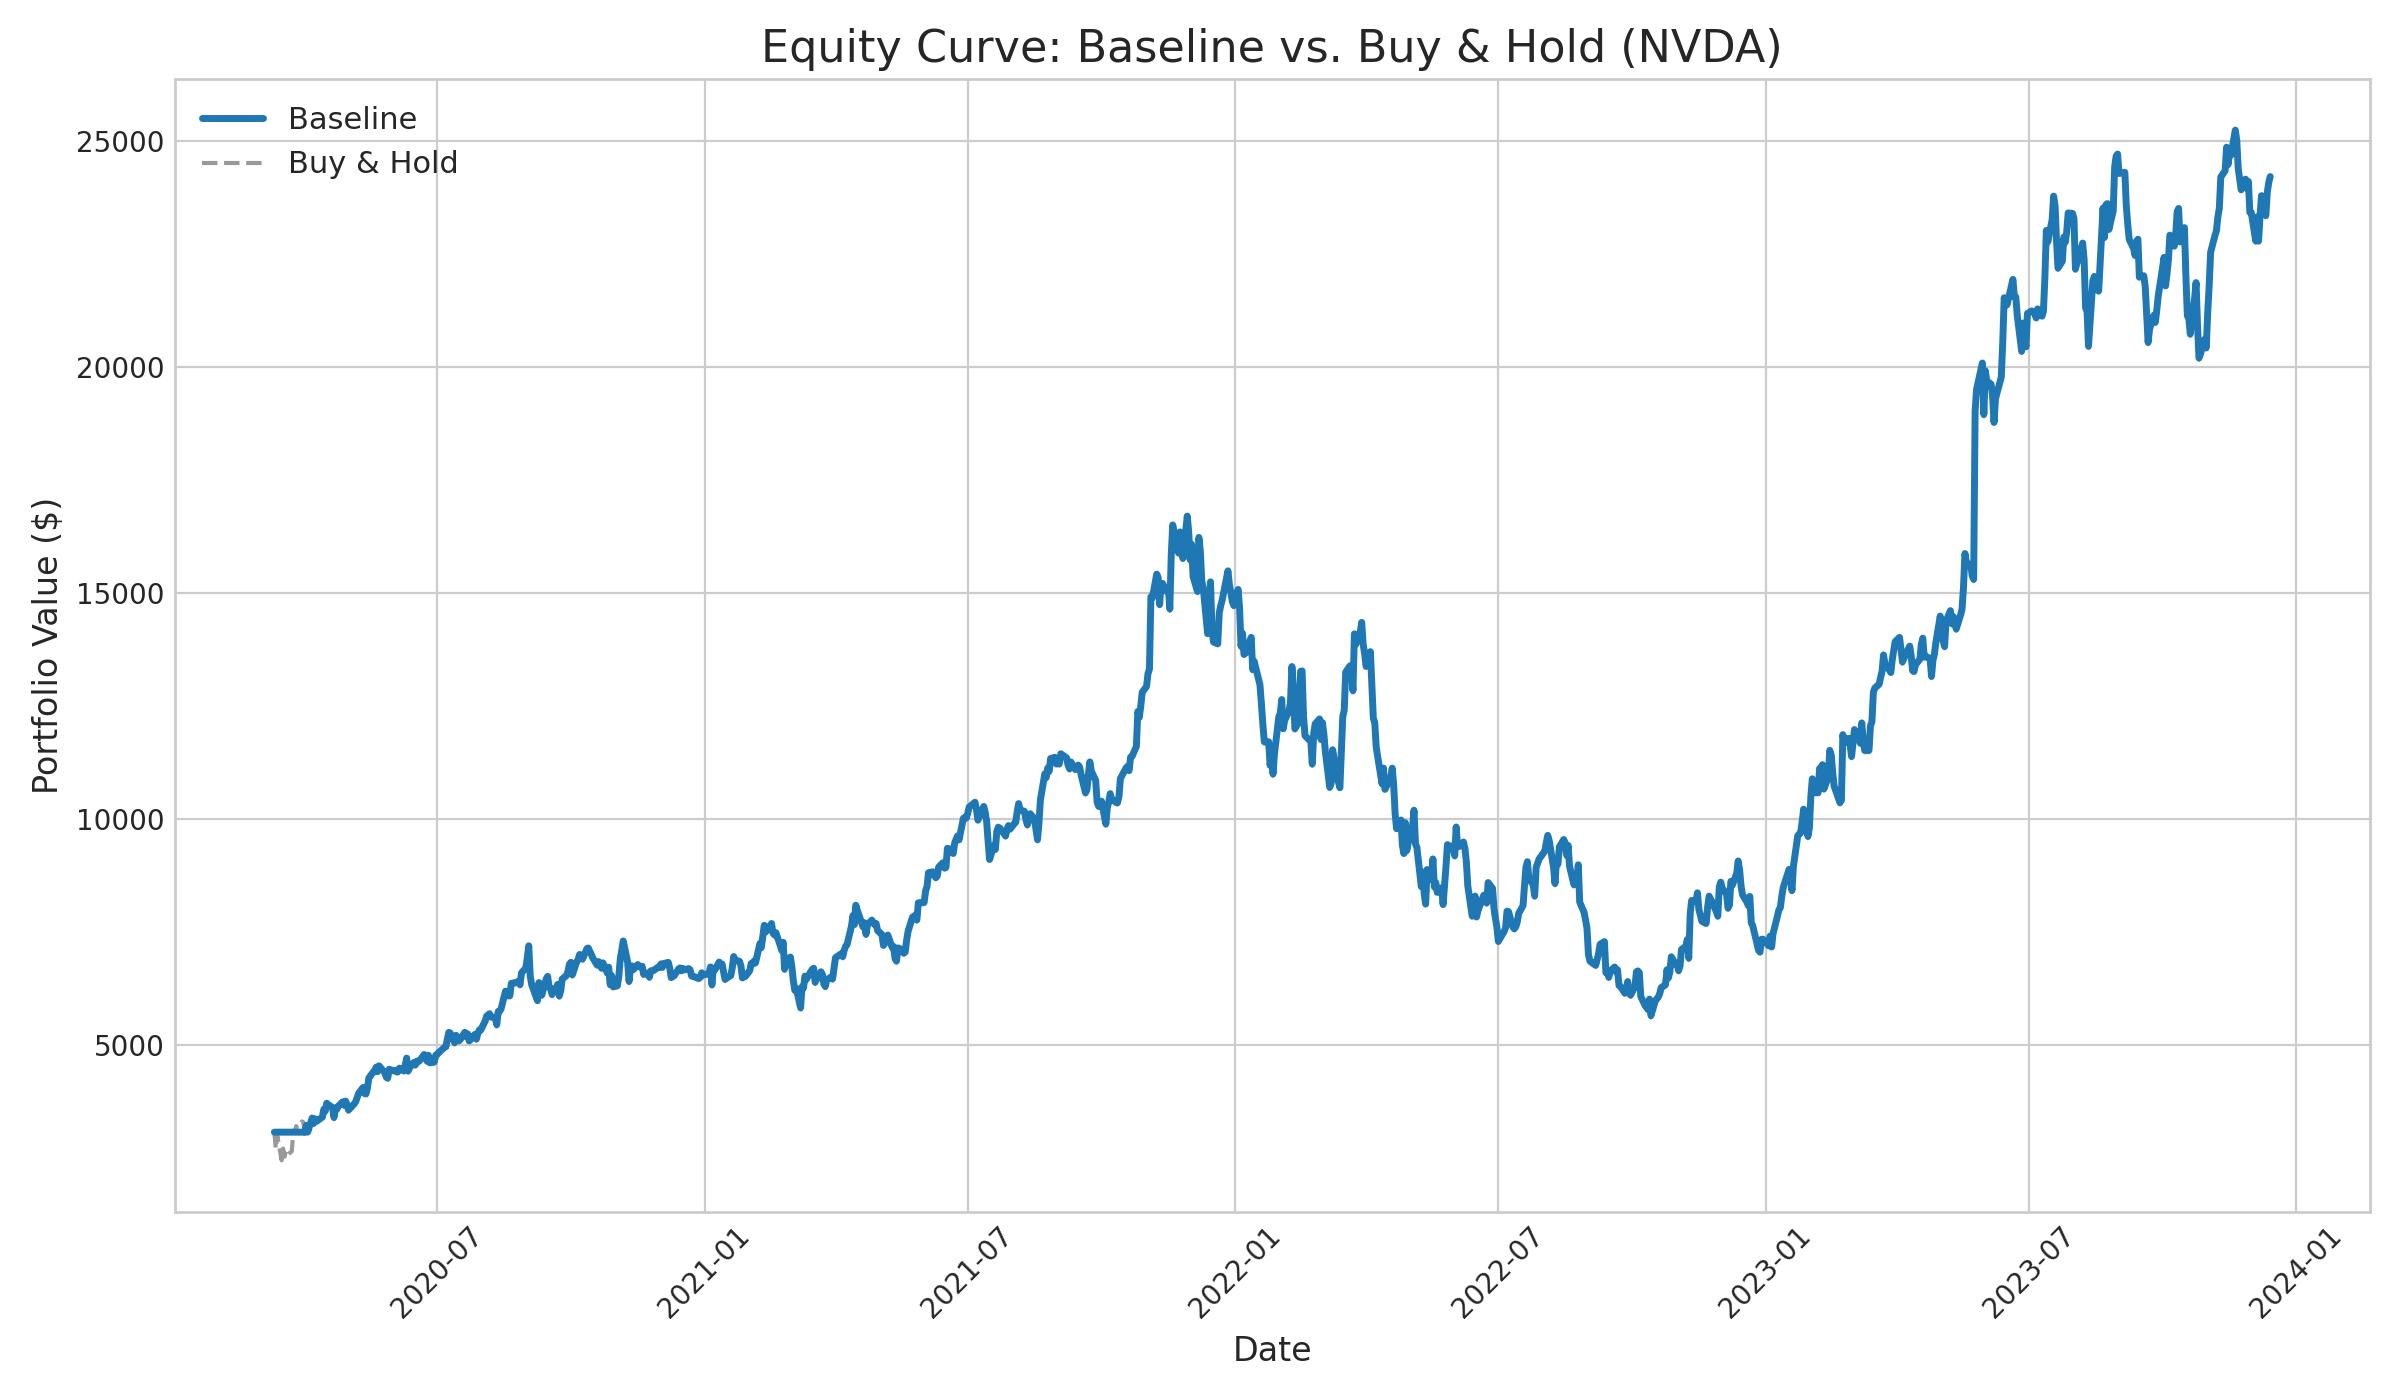 Equity Curve: Baseline vs. Buy & Hold (NVDA)
Baseline
Buy & Hold
Portfolio Value ($)
25000
20000
15000
10000
5000
2020-07
2021-01
2021-07
2022-01
2022-07
2023-01
2023-07
2024-01
Date